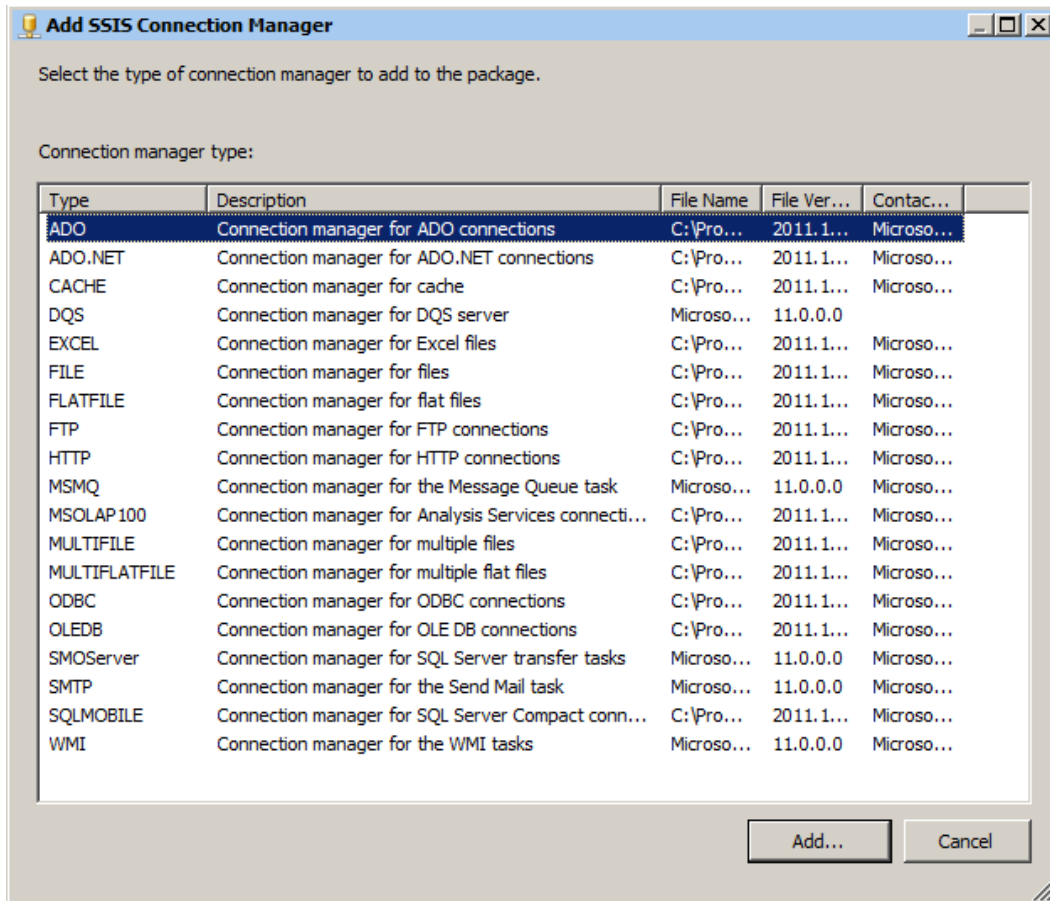 Add SSIS Connection Manager
Select the type of connection manager to add to the package.
Connection manager type:
Type Description File Name File Ver... Contac...
ADO Connection manager for ADO connections C:\Pro... 2011.1... Microso...
ADO.NET Connection manager for ADO.NET connections C:\Pro... 2011.1... Microso...
CACHE Connection manager for cache C:\Pro... 2011.1... Microso...
DQS Connection manager for DQS server Microso... 11.0.0.0
EXCEL Connection manager for Excel files C:\Pro... 2011.1... Microso...
FILE Connection manager for files C:\Pro... 2011.1... Microso...
FLATFILE Connection manager for flat files C:\Pro... 2011.1... Microso...
FTP Connection manager for FTP connections C:\Pro... 2011.1... Microso...
HTTP Connection manager for HTTP connections C:\Pro... 2011.1... Microso...
MSMQ Connection manager for the Message Queue task Microso... 11.0.0.0 Microso...
MSOLAP100 Connection manager for Analysis Services connecti... C:\Pro... 2011.1... Microso...
MULTIFILE Connection manager for multiple files C:\Pro... 2011.1... Microso...
MULTIFLATFILE Connection manager for multiple flat files C:\Pro... 2011.1... Microso...
ODBC Connection manager for ODBC connections C:\Pro... 2011.1... Microso...
OLEDB Connection manager for OLE DB connections C:\Pro... 2011.1... Microso...
SMOServer Connection manager for SQL Server transfer tasks Microso... 11.0.0.0 Microso...
SMTP Connection manager for the Send Mail task Microso... 11.0.0.0 Microso...
SQLMOBILE Connection manager for SQL Server Compact conn... C:\Pro... 2011.1... Microso...
WMI Connection manager for the WMI tasks Microso... 11.0.0.0 Microso...
Add... Cancel